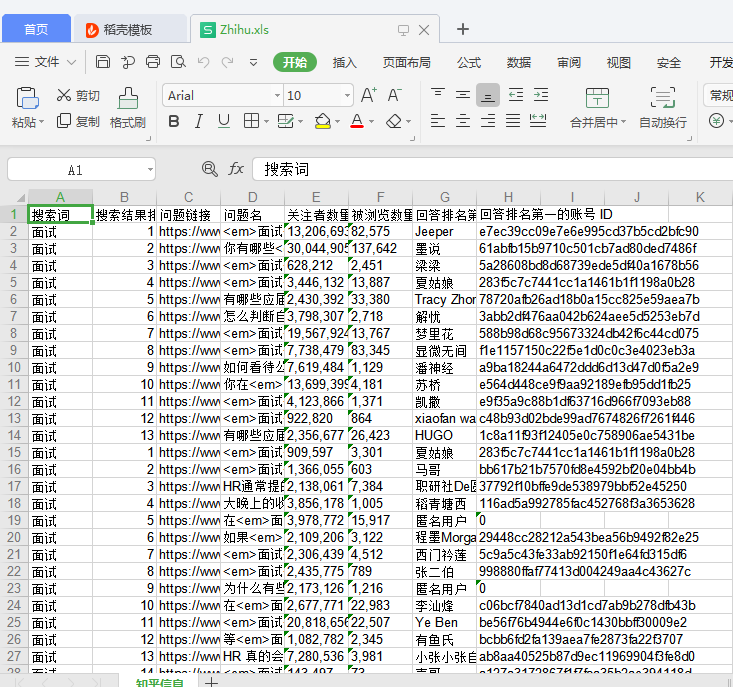 首页 稻壳模板 Zhihu.xls
文件 开始 插入 页面布局 公式 数据 审阅 视图 安全 开发
剪切 Arial 10 A+ A- 常规
粘贴 复制 格式刷 B I U A 合并居中 自动换行
A1 fx 搜索词
A B C D E F G H I J K
1 搜索词 搜索结果排 问题链接 问题名 关注者数量 被浏览数量 回答排名第 回答排名第一的账号 ID
2 面试 1 https://www <em>面试 13,206,693 82,575 Jeeper e7ec39cc09e7e6e995cd37b5cd2bfc90
3 面试 2 https://www 你有哪些< 30,044,905 137,642 墨说 61abfb15b9710c501cb7ad80ded7486f
4 面试 3 https://www <em>面试 628,212 2,451 梁梁 5a28608bd8d68739ede5df40a1678b56
5 面试 4 https://www <em>面试 3,446,132 13,887 夏姑娘 283f5c7c7441cc1a1461b1f1198a0b28
6 面试 5 https://www 有哪些应届 2,430,392 33,380 Tracy Zhor 78720afb26ad18b0a15cc825e59aea7b
7 面试 6 https://www 怎么判断自 3,798,307 2,718 解忧 3abb2df476aa042b624aee5d5253eb7d
8 面试 7 https://www <em>面试 19,567,924 13,767 梦里花 588b98d68c95673324db42f6c44cd075
9 面试 8 https://www <em>面试 7,738,479 83,345 显微无间 f1e1157150c22f5e1d0c0c3e4023eb3a
10 面试 9 https://www 如何看待公 7,619,484 1,129 潘神经 a9ba18244a6472ddd6d13d47d0f5a2e9
11 面试 10 https://www 你在<em> 13,699,399 4,181 苏桥 e564d448ce9f9aa92189efb95dd1fb25
12 面试 11 https://www <em>面试 4,123,866 1,371 凯撒 e9f35a9c88b1df63716d966f7093eb88
13 面试 12 https://www <em>面试 922,820 864 xiaofan wa c48b93d02bde99ad7674826f7261f446
14 面试 13 https://www 有哪些应届 2,356,677 26,423 HUGO 1c8a11f93f12405e0c758906ae5431be
15 面试 1 https://www <em>面试 909,597 3,301 夏姑娘 283f5c7c7441cc1a1461b1f1198a0b28
16 面试 2 https://www <em>面试 1,366,055 603 马哥 bb617b21b7570fd8e4592bf20e04bb4b
17 面试 3 https://www HR通常提的 2,138,061 7,384 职研社De 37792f10bffe9de538979bbf52e45250
18 面试 4 https://www 大晚上的收 3,856,178 1,005 稻青塘西 116ad5a992785fac452768f3a3653628
19 面试 5 https://www 在<em>面 3,978,772 15,917 匿名用户 0
20 面试 6 https://www 如果<em> 2,109,206 3,122 程墨Morga 29448cc28212a543bea56b9492f82e25
21 面试 7 https://www <em>面试 2,306,439 4,512 西门衿莲 5c9a5c43fe33ab92150f1e64fd315df6
22 面试 8 https://www <em>面试 2,435,775 789 张二伯 998880ffaf77413d004249aa4c43627c
23 面试 9 https://www 为什么有些 2,173,126 1,216 匿名用户 0
24 面试 10 https://www 在<em>面 2,677,771 22,983 李汕烽 c06bcf7840ad13d1cd7ab9b278dfb43b
25 面试 11 https://www <em>面试 20,818,656 22,507 Ye Ben be56f76b4944e6f0c1430bbff30009e2
26 面试 12 https://www 等<em>面 1,082,782 2,345 有鱼氏 bcbb6fd2fa139aea7fe2873fa22f3707
27 面试 13 https://www HR 真的会 7,280,536 3,981 小张小张自 ab8aa40525b87d9ec11969904f3fe8d0
知乎信息